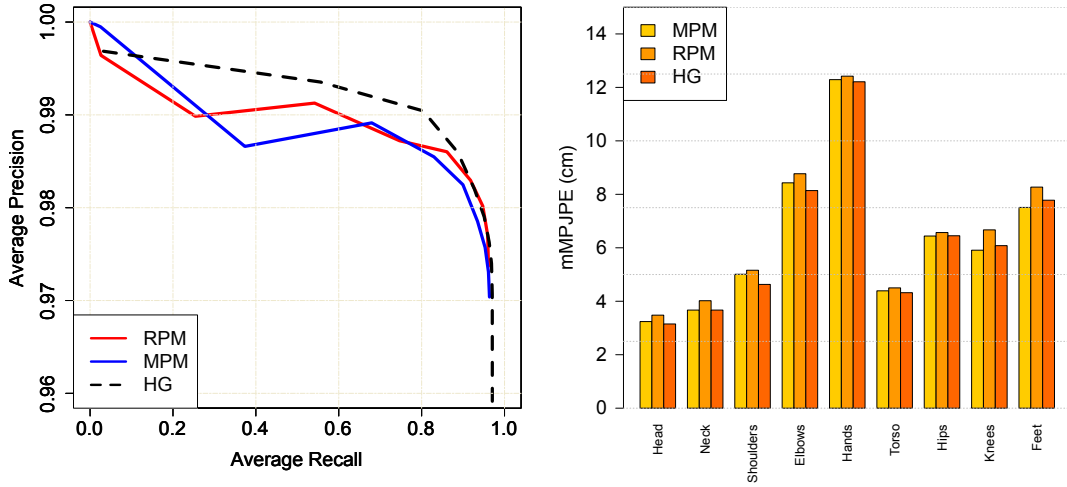 1.00
0.99
0.98
0.97
0.96
Average Precision
0.0 0.2 0.4 0.6 0.8 1.0
Average Recall
RPM
MPM
HG
14
12
10
8
6
4
2
0
mMPJPE (cm)
MPM
RPM
HG
Head
Neck
Shoulders
Elbows
Hands
Torso
Hips
Knees
Feet